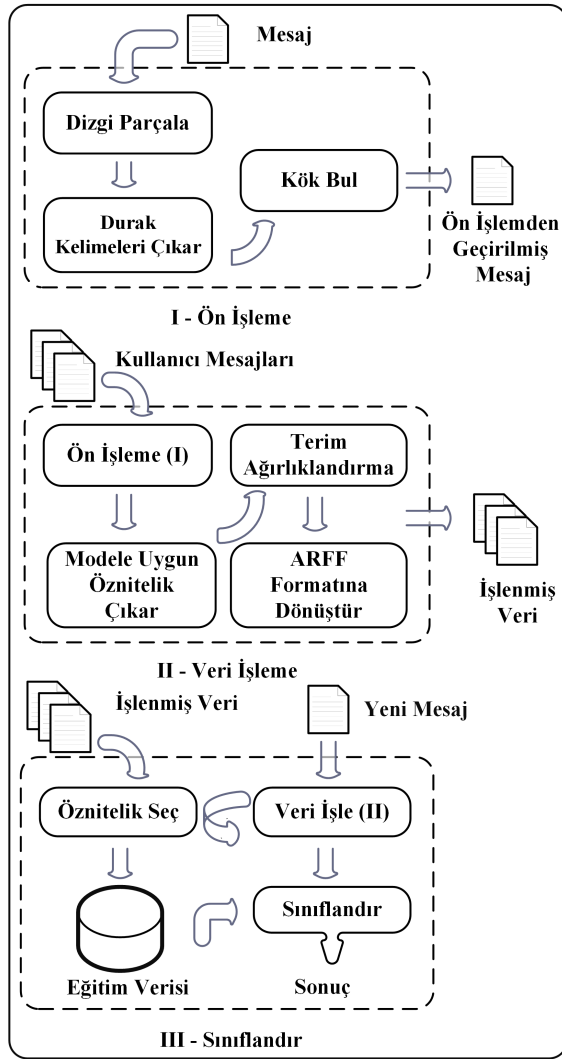 Mesaj
Dizgi Parçala
Durak
Kelimeleri Çıkar
Kök Bul
Ön İşlemden
Geçirilmiş
Mesaj
I - Ön İşleme
Kullanıcı Mesajları
Ön İşleme (I)
Modele Uygun
Öznitelik
Çıkar
Terim
Ağırlıklandırma
ARFF
Formatına
Dönüştür
İşlenmiş
Veri
II - Veri İşleme
İşlenmiş Veri
Yeni Mesaj
Öznitelik Seç
Veri İşle (II)
Eğitim Verisi
Sınıflandır
Sonuç
III - Sınıflandır